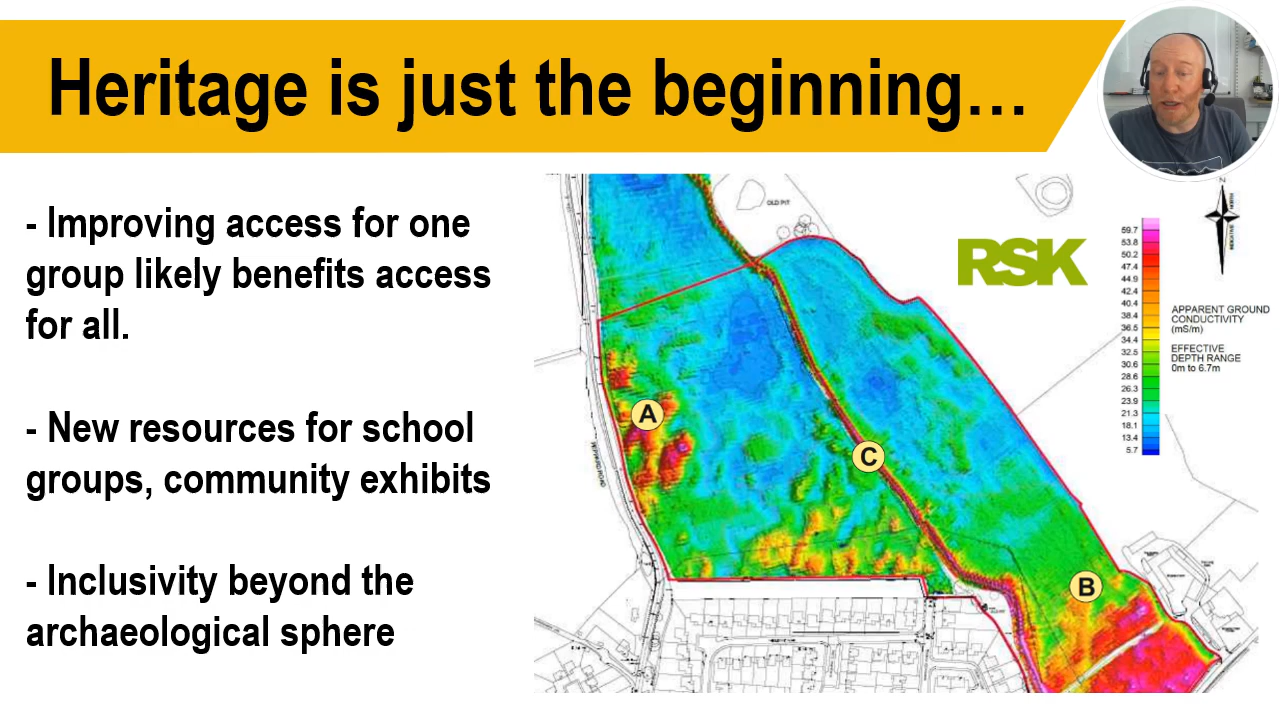 Heritage is just the beginning…
- Improving access for one
group likely benefits access
for all.
- New resources for school
groups, community exhibits
- Inclusivity beyond the
archaeological sphere
OLD PIT
A
C
B
RSK
N
59.7
53.8
50.2
47.4
44.9
42.4
40.4
38.4
36.5
34.4
32.5
30.6
28.6
26.3
23.9
21.3
18.1
13.4
5.7
APPARENT GROUND
CONDUCTIVITY
(mS/m)
EFFECTIVE
DEPTH RANGE
0m to 6.7m